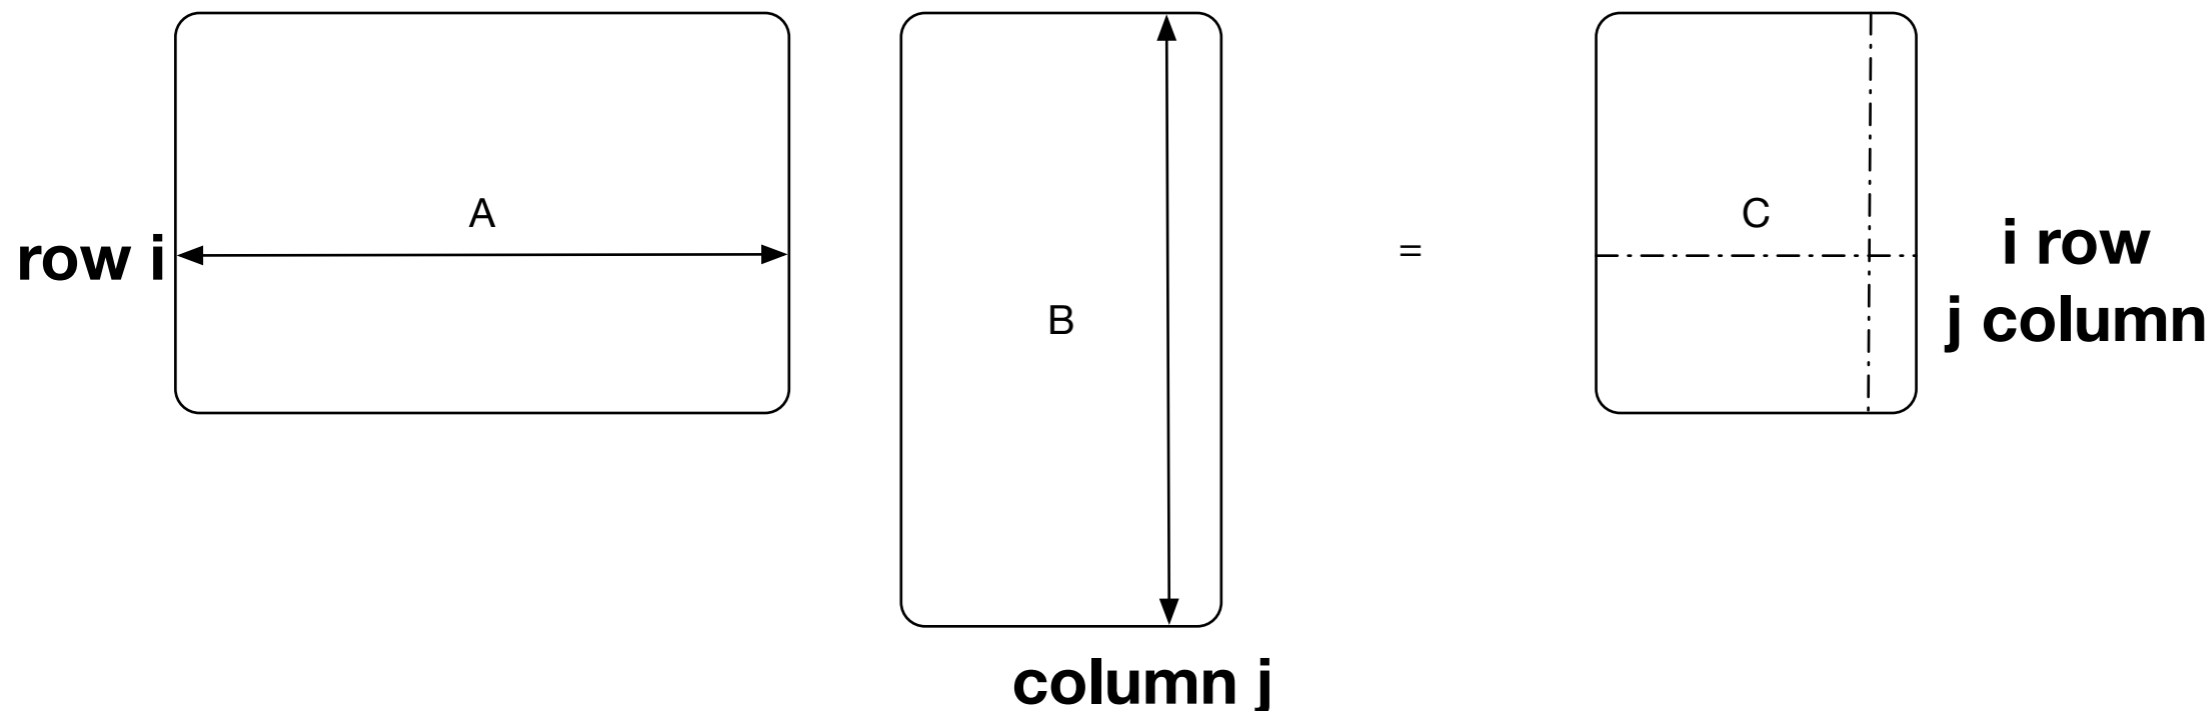 row i
A
B
column j
=
C
i row
j column